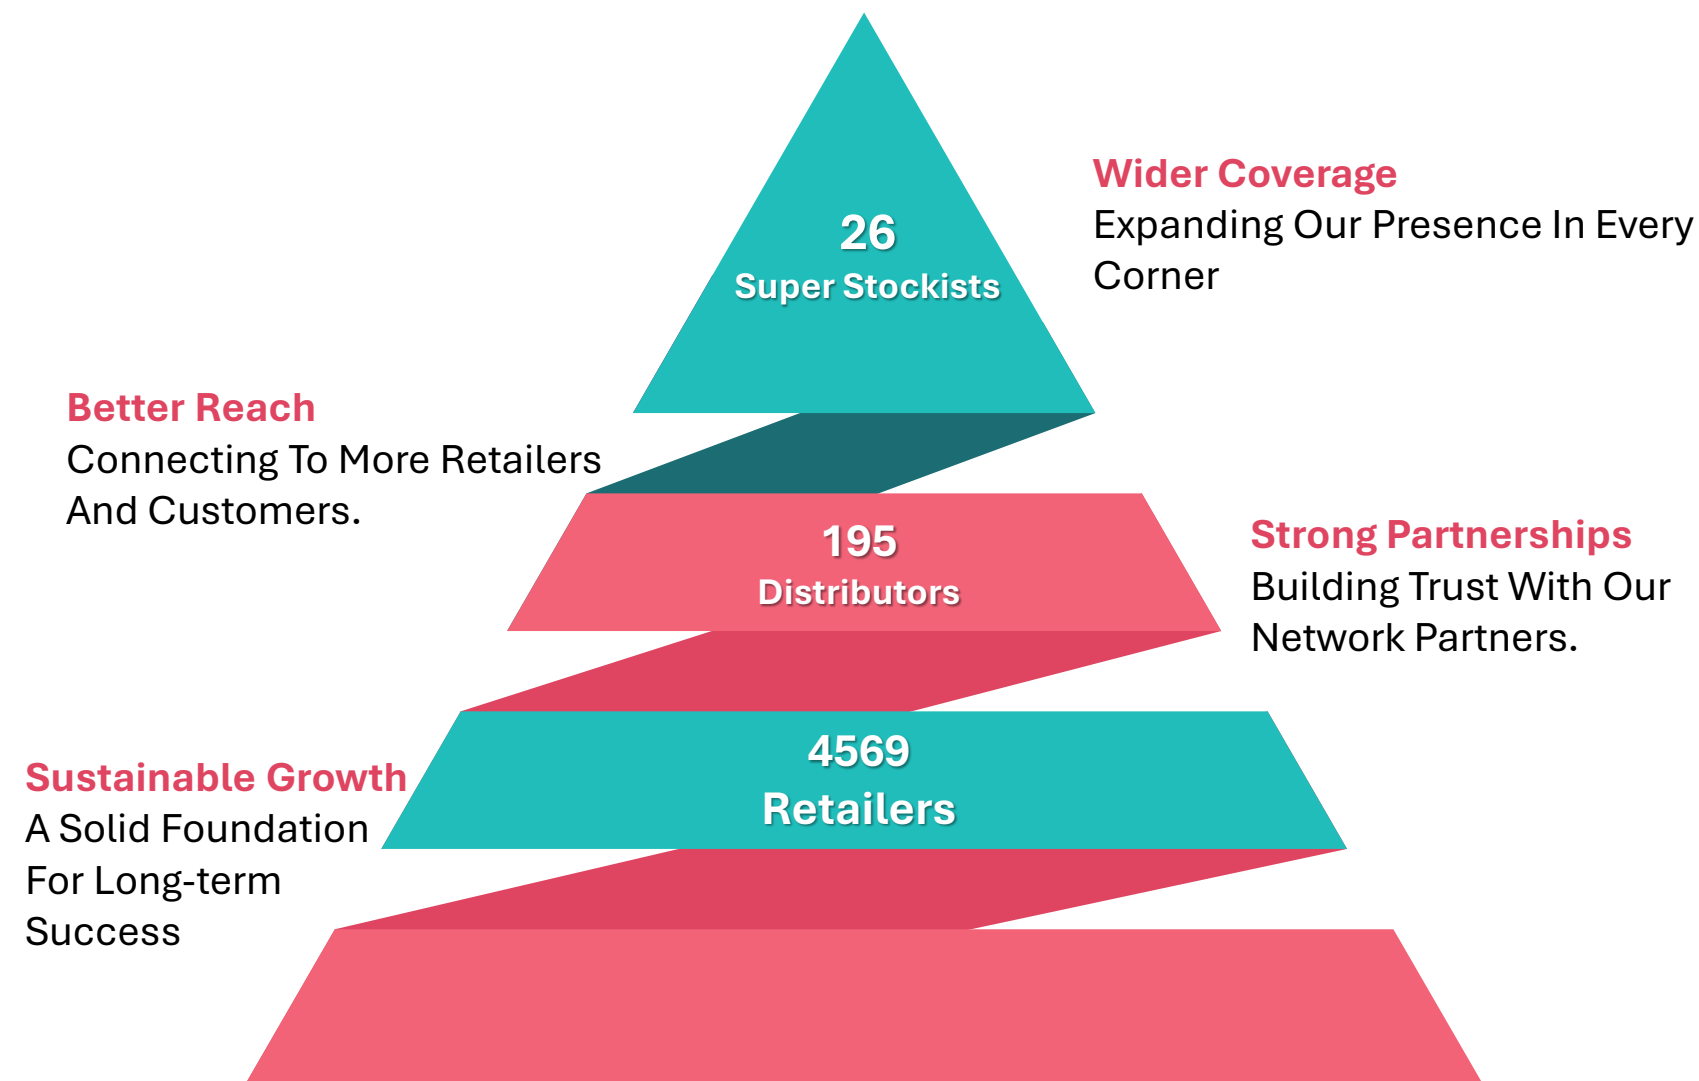 26
Super Stockists
Wider Coverage
Expanding Our Presence In Every
Corner
Better Reach
Connecting To More Retailers
And Customers.
195
Distributors
Strong Partnerships
Building Trust With Our
Network Partners.
4569
Retailers
Sustainable Growth
A Solid Foundation
For Long-term
Success